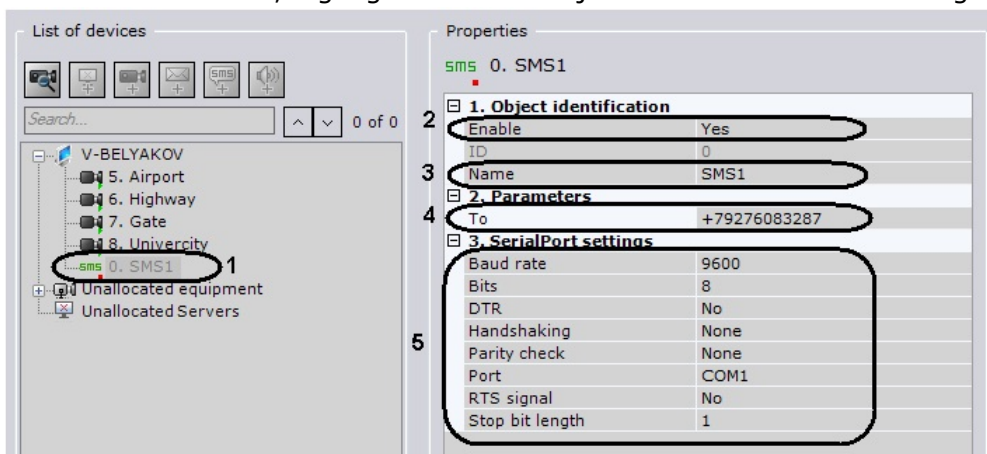 List of devices
sms
Search...
0 of 0
V-BELYAKOV
5. Airport
6. Highway
7. Gate
8. Univercity
sms 0. SMS1
1
Unallocated equipment
Unallocated Servers
Properties
sms 0. SMS1
1. Object identification
2 Enable Yes
ID 0
3 Name SMS1
2. Parameters
4 To +79276083287
3. SerialPort settings
Baud rate 9600
Bits 8
DTR No
Handshaking None
5
Parity check None
Port COM1
RTS signal No
Stop bit length 1